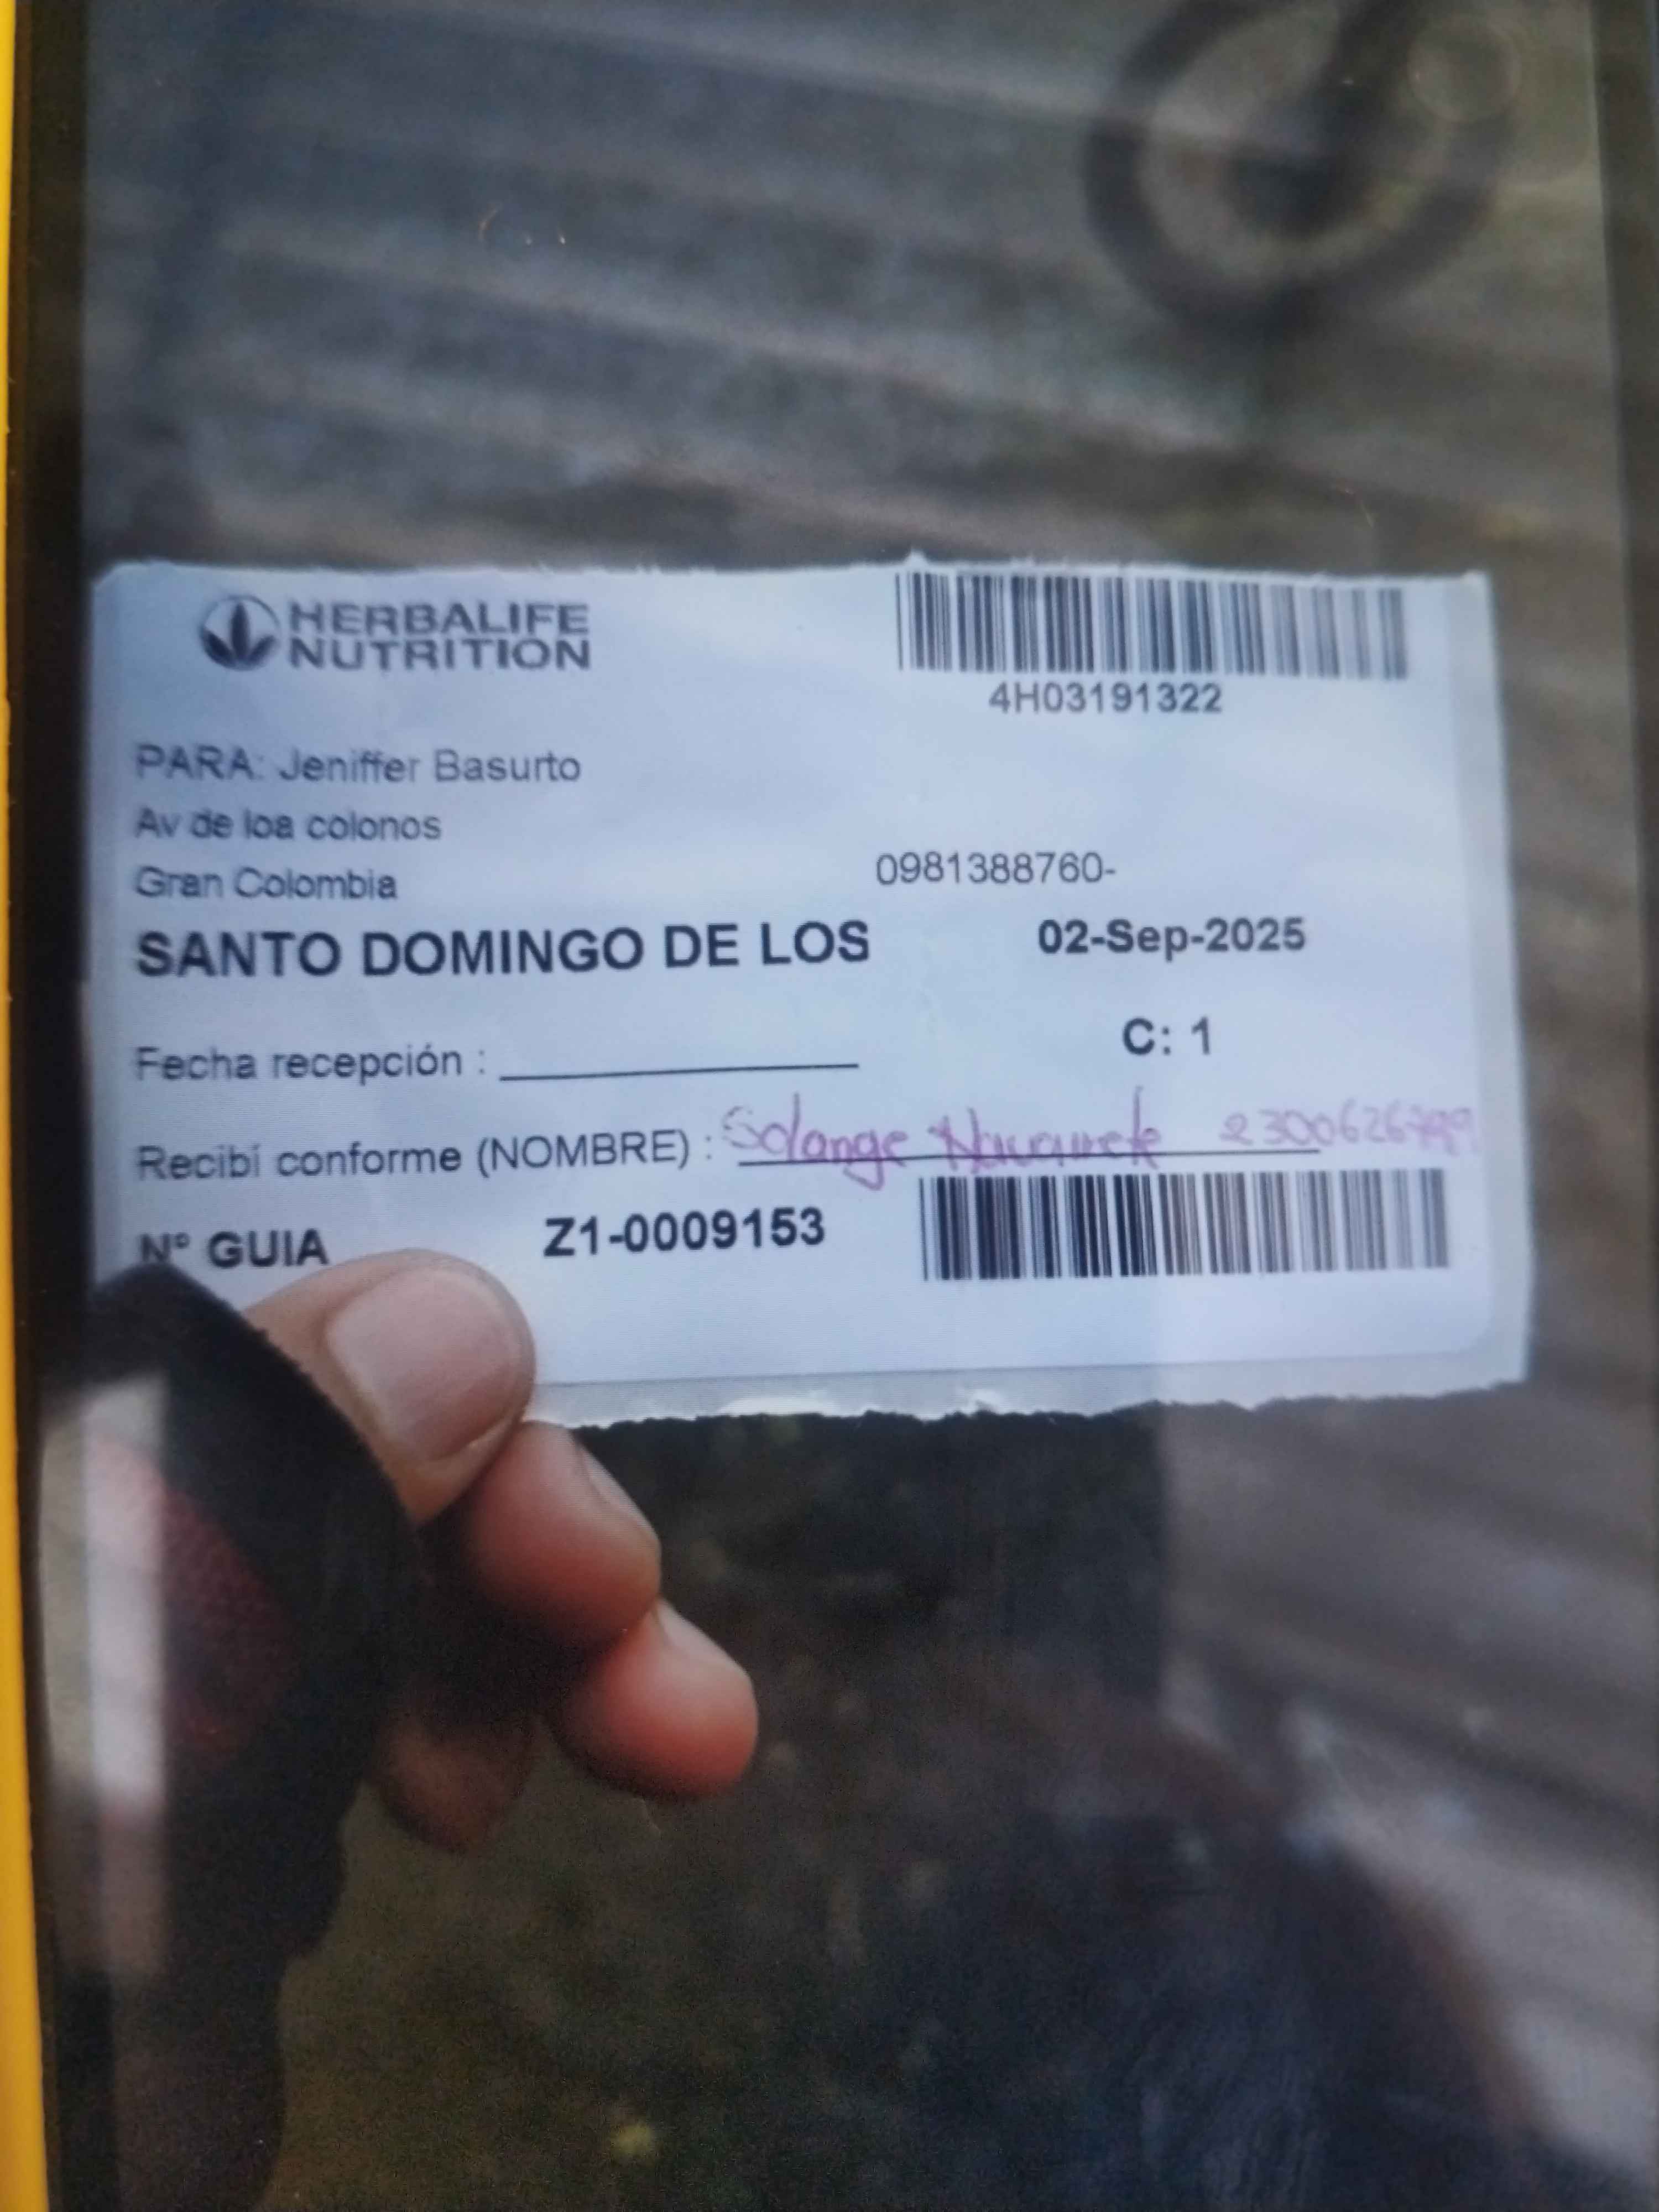 HERBALIFE
NUTRITION
4H03191322
PARA: Jeniffer Basurto
Av de loa colonos
Gran Colombia
0981388760-
SANTO DOMINGO DE LOS
02-Sep-2025
C: 1
Fecha recepción :
Recibí conforme (NOMBRE) : Solange
Nº GUIA Z1-0009153